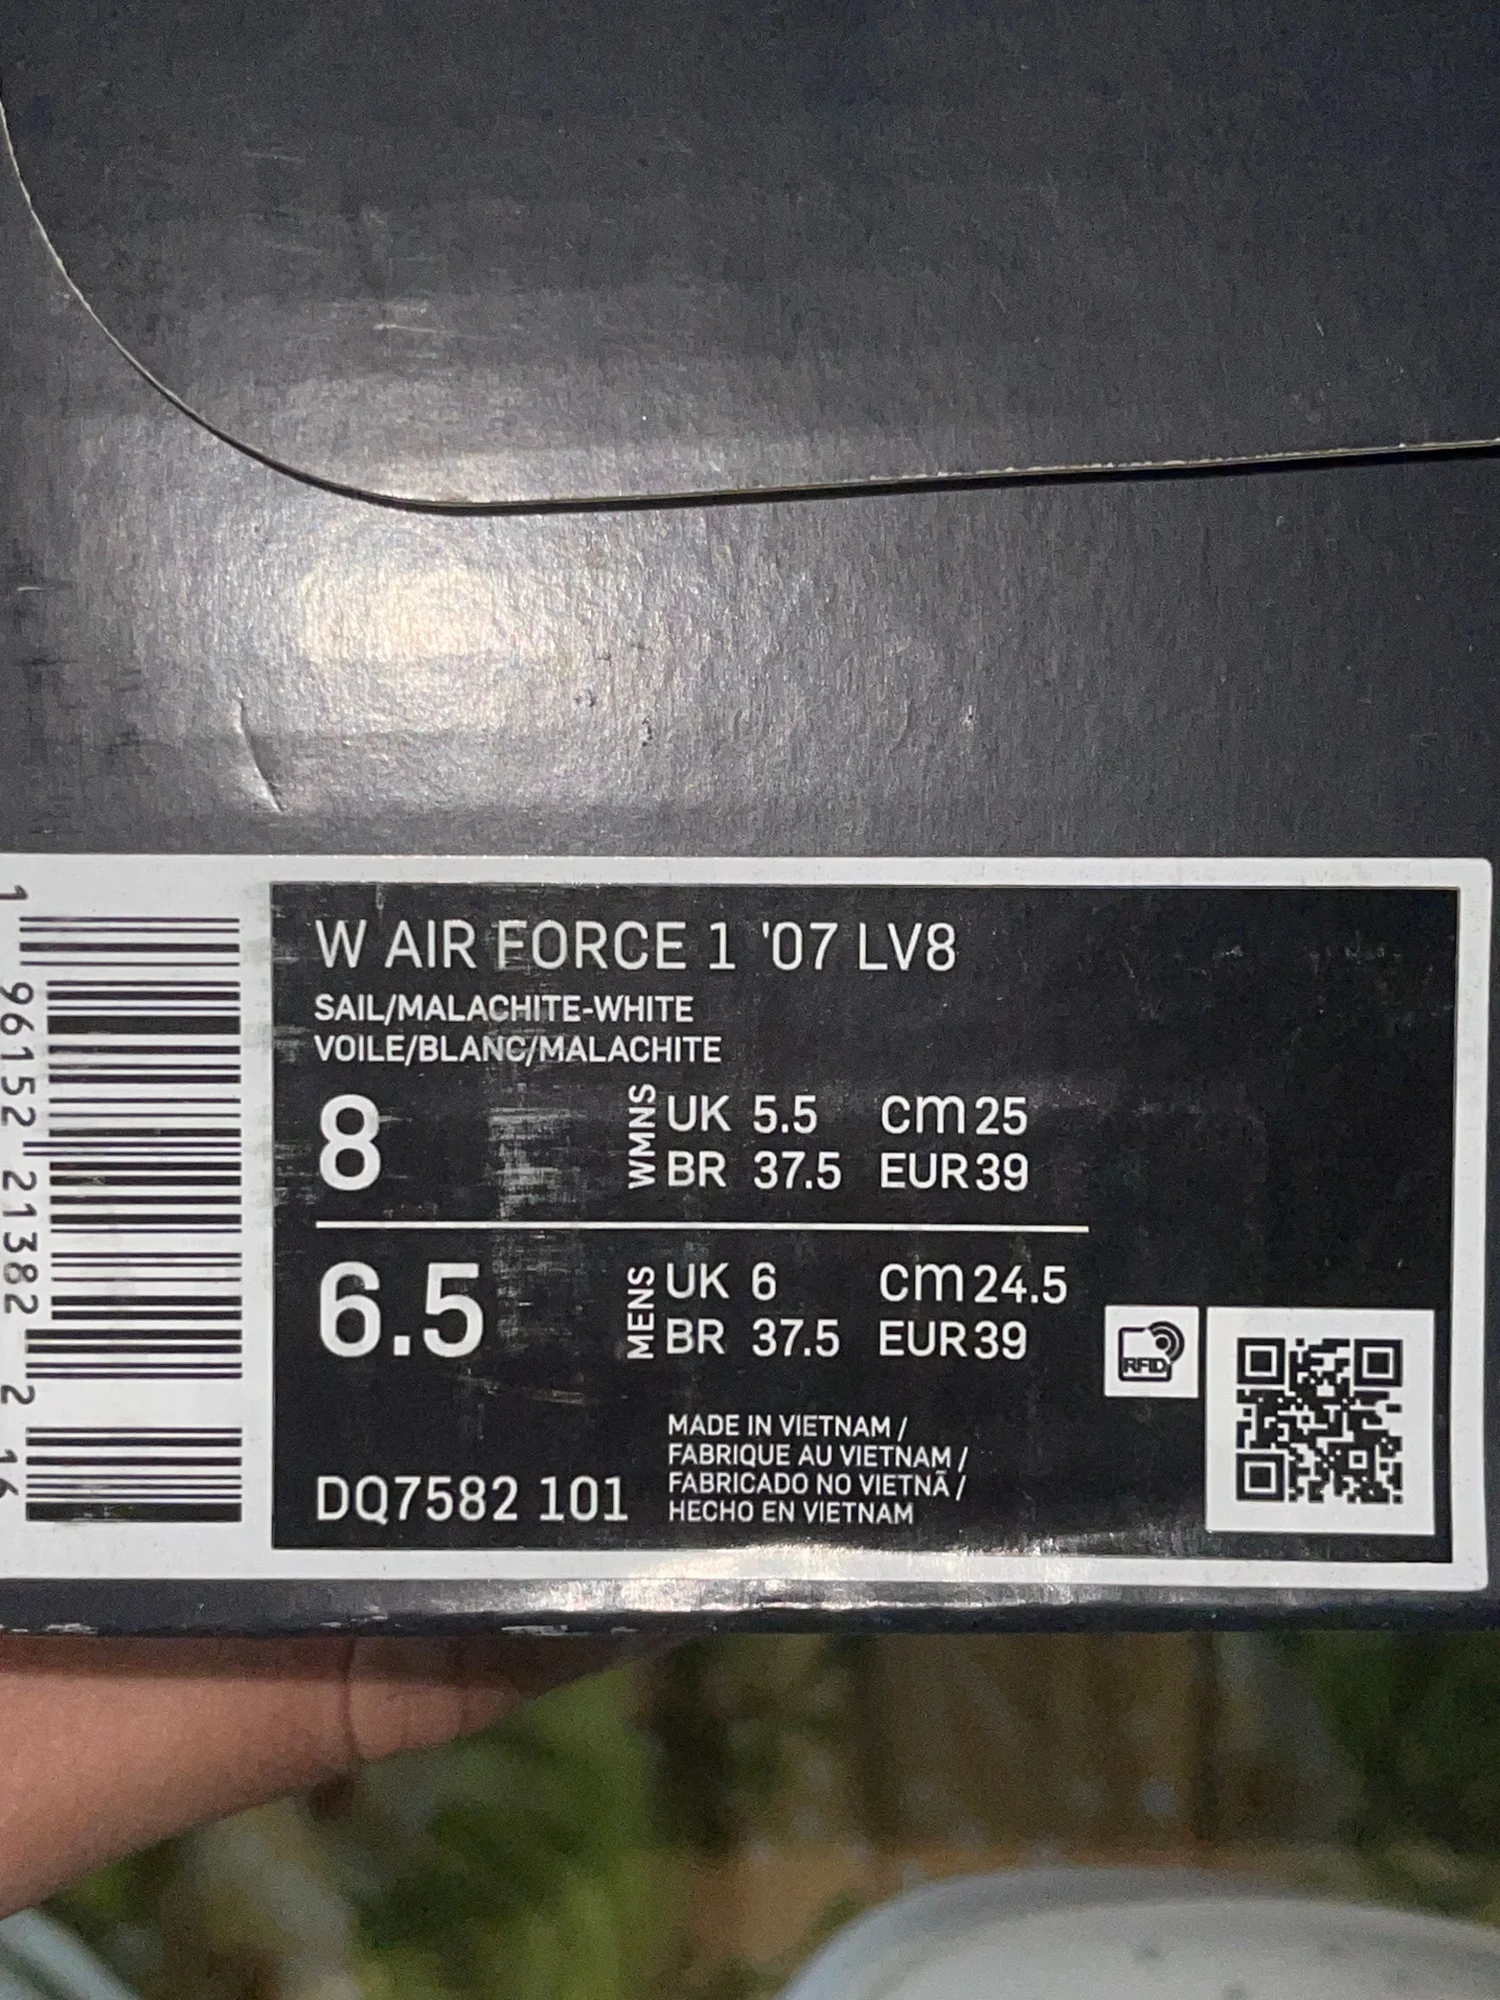 W AIR FORCE 1 '07 LV8
SAIL/MALACHITE-WHITE
VOILE/BLANC/MALACHITE
8
WMNS
UK 5.5 cm 25
BR 37.5 EUR 39
6.5
MENS
UK 6 cm 24.5
BR 37.5 EUR 39
DQ7582 101
MADE IN VIETNAM /
FABRIQUE AU VIETNAM /
FABRICADO NO VIETNÃ /
HECHO EN VIETNAM
RFID
1 96152 21382 2 16